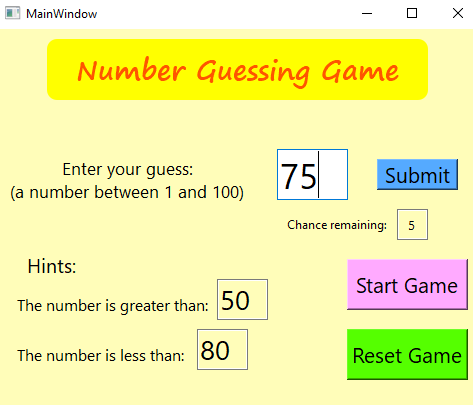 MainWindow
Number Guessing Game
Enter your guess:
(a number between 1 and 100)
75
Submit
Chance remaining: 5
Hints:
The number is greater than: 50
Start Game
The number is less than: 80
Reset Game